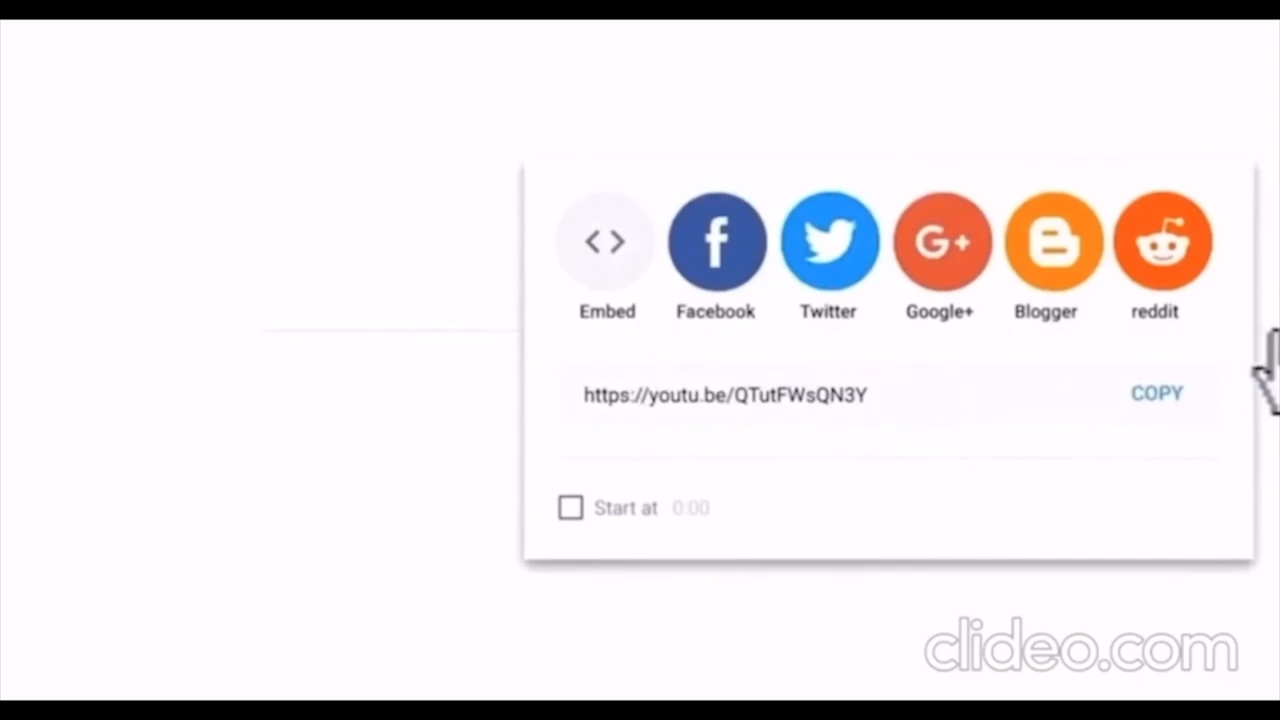 Embed Facebook Twitter Google+ Blogger reddit
https://youtu.be/QTutFWsQN3Y COPY
Start at 0:00
clideo.com